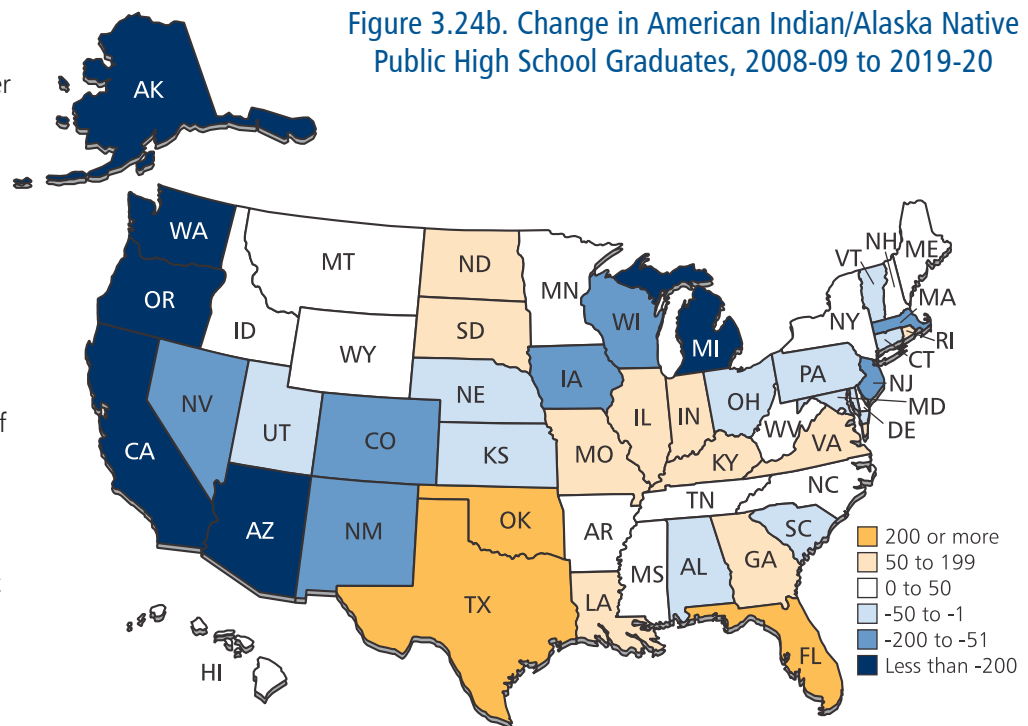 Figure 3.24b. Change in American Indian/Alaska Native
Public High School Graduates, 2008-09 to 2019-20
er
AK
WA
OR
CA
NV
ID
MT
WY
UT
AZ
CO
NM
ND
SD
NE
KS
OK
TX
MN
IA
MO
AR
LA
WI
IL
MI
IN
OH
KY
TN
MS
AL
GA
FL
SC
NC
VA
WV
PA
NY
VT
NH
ME
MA
RI
CT
NJ
MD
DE
HI
of
200 or more
50 to 199
0 to 50
-50 to -1
-200 to -51
Less than -200